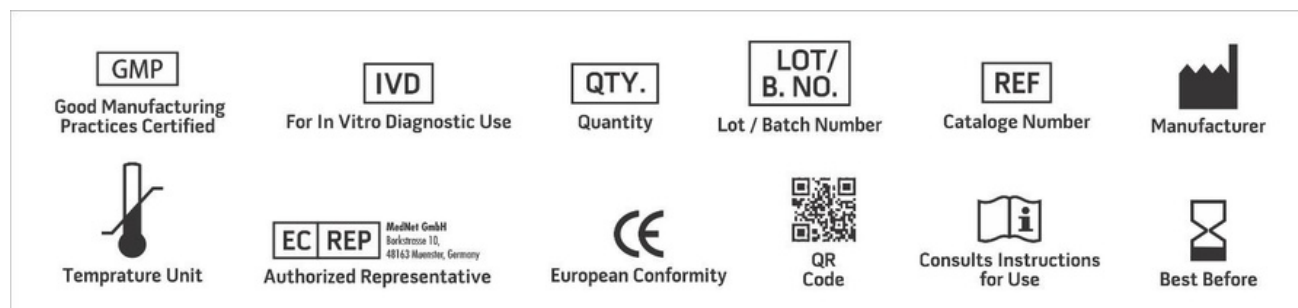 GMP
Good Manufacturing
Practices Certified
IVD
For In Vitro Diagnostic Use
QTY.
Quantity
LOT/
B. NO.
Lot / Batch Number
REF
Cataloge Number
Manufacturer
Temprature Unit
EC REP
MedNet GmbH
Borkstrasse 10,
48163 Muenster, Germany
Authorized Representative
CE
European Conformity
QR
Code
i
Consults Instructions
for Use
Best Before